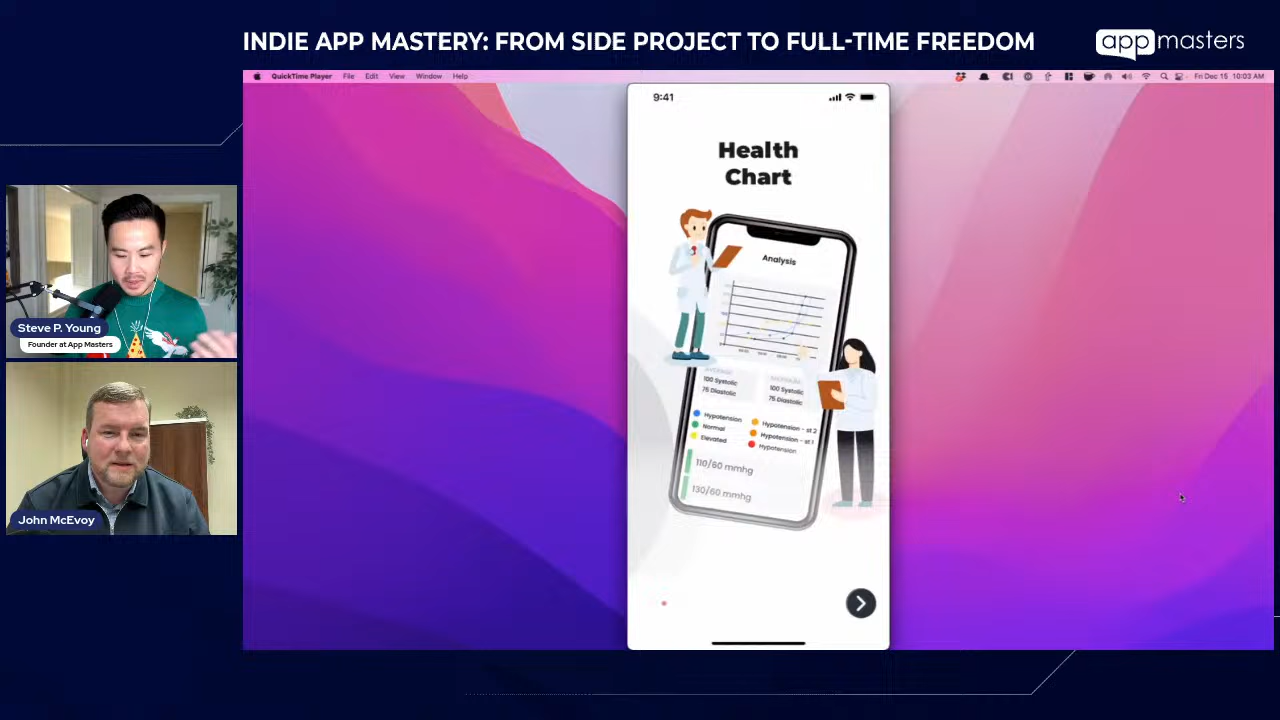 INDIE APP MASTERY: FROM SIDE PROJECT TO FULL-TIME FREEDOM
app masters
QuickTime Player File Edit View Window Help
Fri Dec 15 10:03 AM
9:41
Health
Chart
Analysis
100 Systolic
75 Diastolic
100 Systolic
75 Diastolic
Hypotension
Normal
Elevated
Hypotension - st 2
Hypotension - st 1
Hypotension
110/60 mmhg
130/60 mmhg
Steve P. Young
Founder at App Masters
John McEvoy